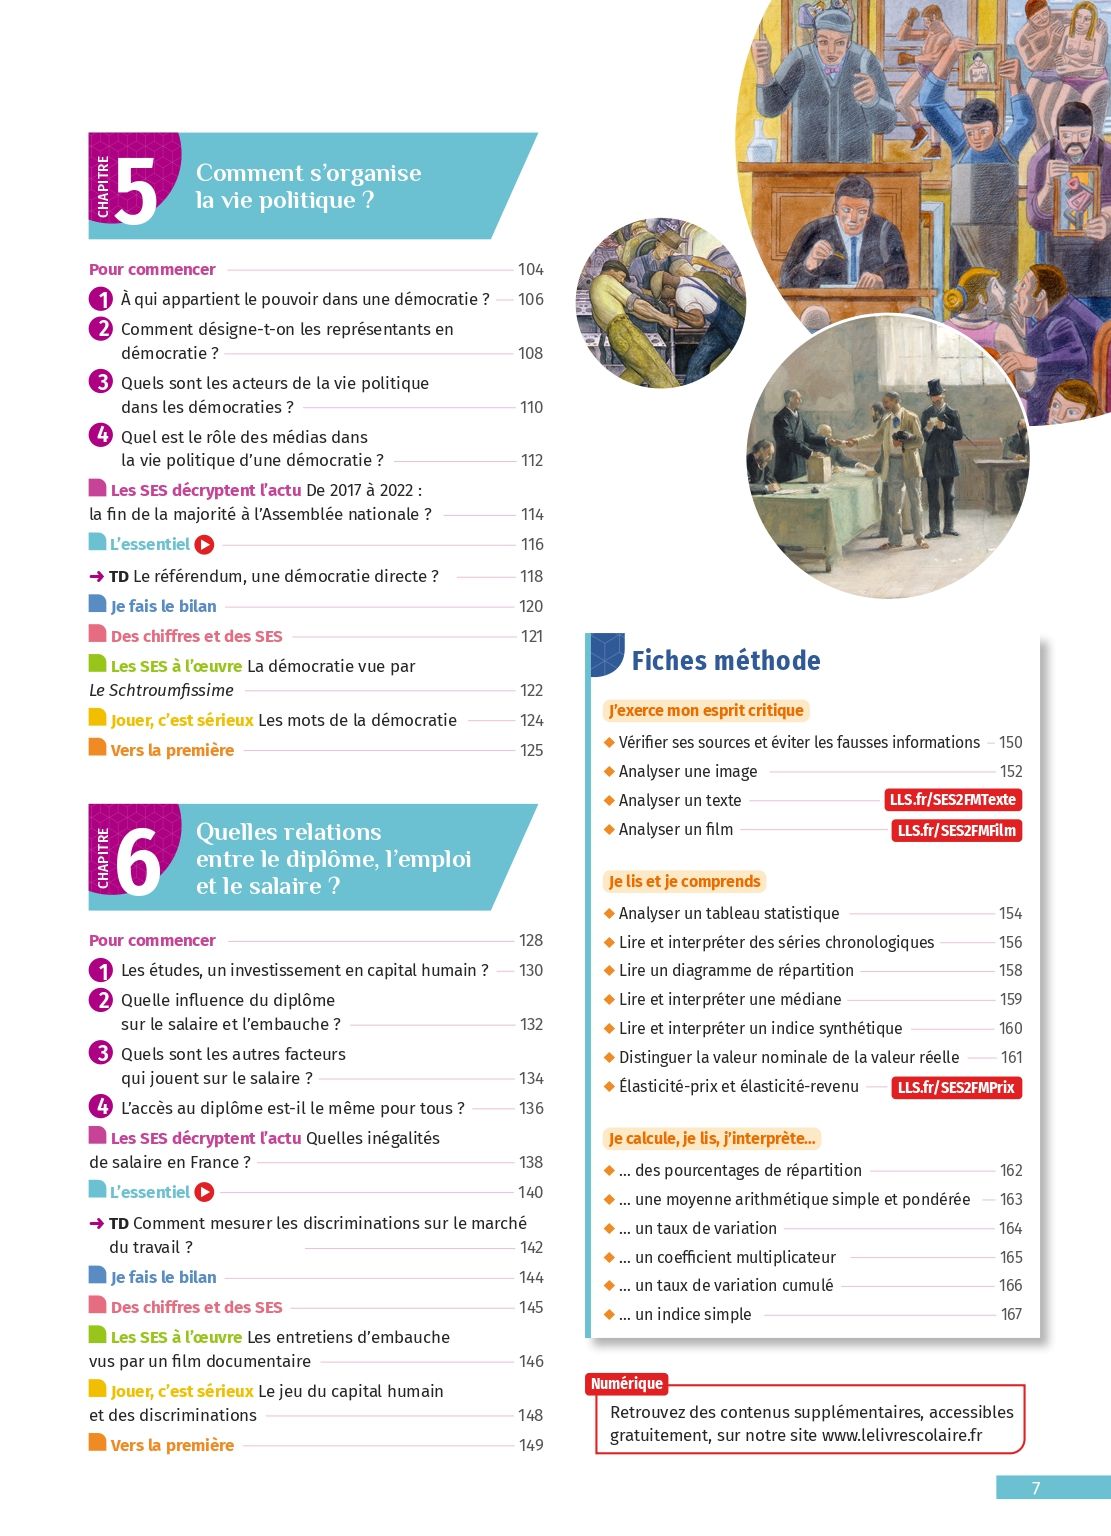 CHAPITRE 5
Comment s’organise
la vie politique ?
Pour commencer 104
1 À qui appartient le pouvoir dans une démocratie ? 106
2 Comment désigne-t-on les représentants en
démocratie ? 108
3 Quels sont les acteurs de la vie politique
dans les démocraties ? 110
4 Quel est le rôle des médias dans
la vie politique d’une démocratie ? 112
Les SES décryptent l’actu De 2017 à 2022 :
la fin de la majorité à l’Assemblée nationale ? 114
L’essentiel 116
➜ TD Le référendum, une démocratie directe ? 118
Je fais le bilan 120
Des chiffres et des SES 121
Les SES à l’œuvre La démocratie vue par
Le Schtroumfissime 122
Jouer, c’est sérieux Les mots de la démocratie 124
Vers la première 125
CHAPITRE 6
Quelles relations
entre le diplôme, l’emploi
et le salaire ?
Pour commencer 128
1 Les études, un investissement en capital humain ? 130
2 Quelle influence du diplôme
sur le salaire et l’embauche ? 132
3 Quels sont les autres facteurs
qui jouent sur le salaire ? 134
4 L’accès au diplôme est-il le même pour tous ? 136
Les SES décryptent l’actu Quelles inégalités
de salaire en France ? 138
L’essentiel 140
➜ TD Comment mesurer les discriminations sur le marché
du travail ? 142
Je fais le bilan 144
Des chiffres et des SES 145
Les SES à l’œuvre Les entretiens d’embauche
vus par un film documentaire 146
Jouer, c’est sérieux Le jeu du capital humain
et des discriminations 148
Vers la première 149
Fiches méthode
J’exerce mon esprit critique
◆ Vérifier ses sources et éviter les fausses informations 150
◆ Analyser une image 152
◆ Analyser un texte LLS.fr/SES2FMTexte
◆ Analyser un film LLS.fr/SES2FMFilm
Je lis et je comprends
◆ Analyser un tableau statistique 154
◆ Lire et interpréter des séries chronologiques 156
◆ Lire un diagramme de répartition 158
◆ Lire et interpréter une médiane 159
◆ Lire et interpréter un indice synthétique 160
◆ Distinguer la valeur nominale de la valeur réelle 161
◆ Élasticité-prix et élasticité-revenu LLS.fr/SES2FMPrix
Je calcule, je lis, j’interprète...
◆ ... des pourcentages de répartition 162
◆ ... une moyenne arithmétique simple et pondérée 163
◆ ... un taux de variation 164
◆ ... un coefficient multiplicateur 165
◆ ... un taux de variation cumulé 166
◆ ... un indice simple 167
Numérique
Retrouvez des contenus supplémentaires, accessibles
gratuitement, sur notre site www.lelivrescolaire.fr
7